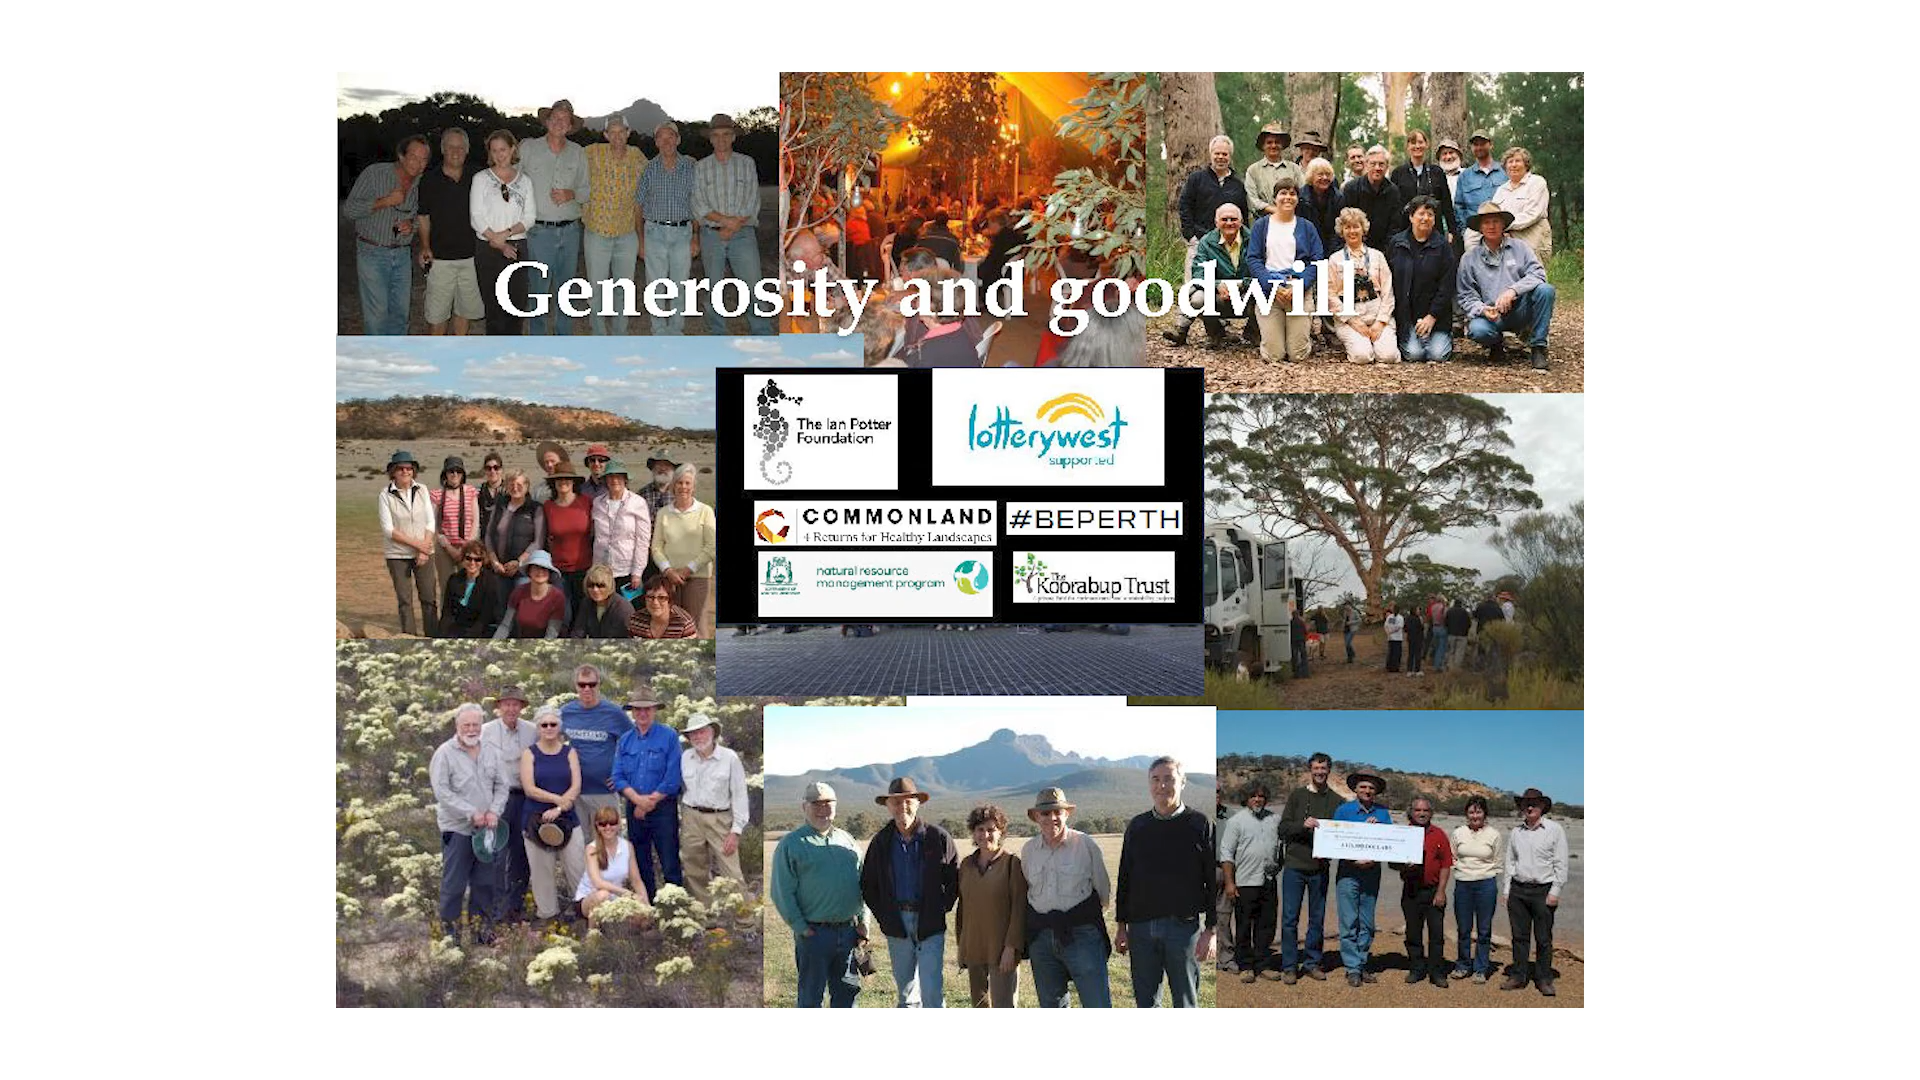 Generosity and goodwill
The Ian Potter
Foundation
lotterywest
supported
COMMONLAND
4 Returns for Healthy Landscapes
#BEPERTH
natural resource
management program
The
Koorabup Trust